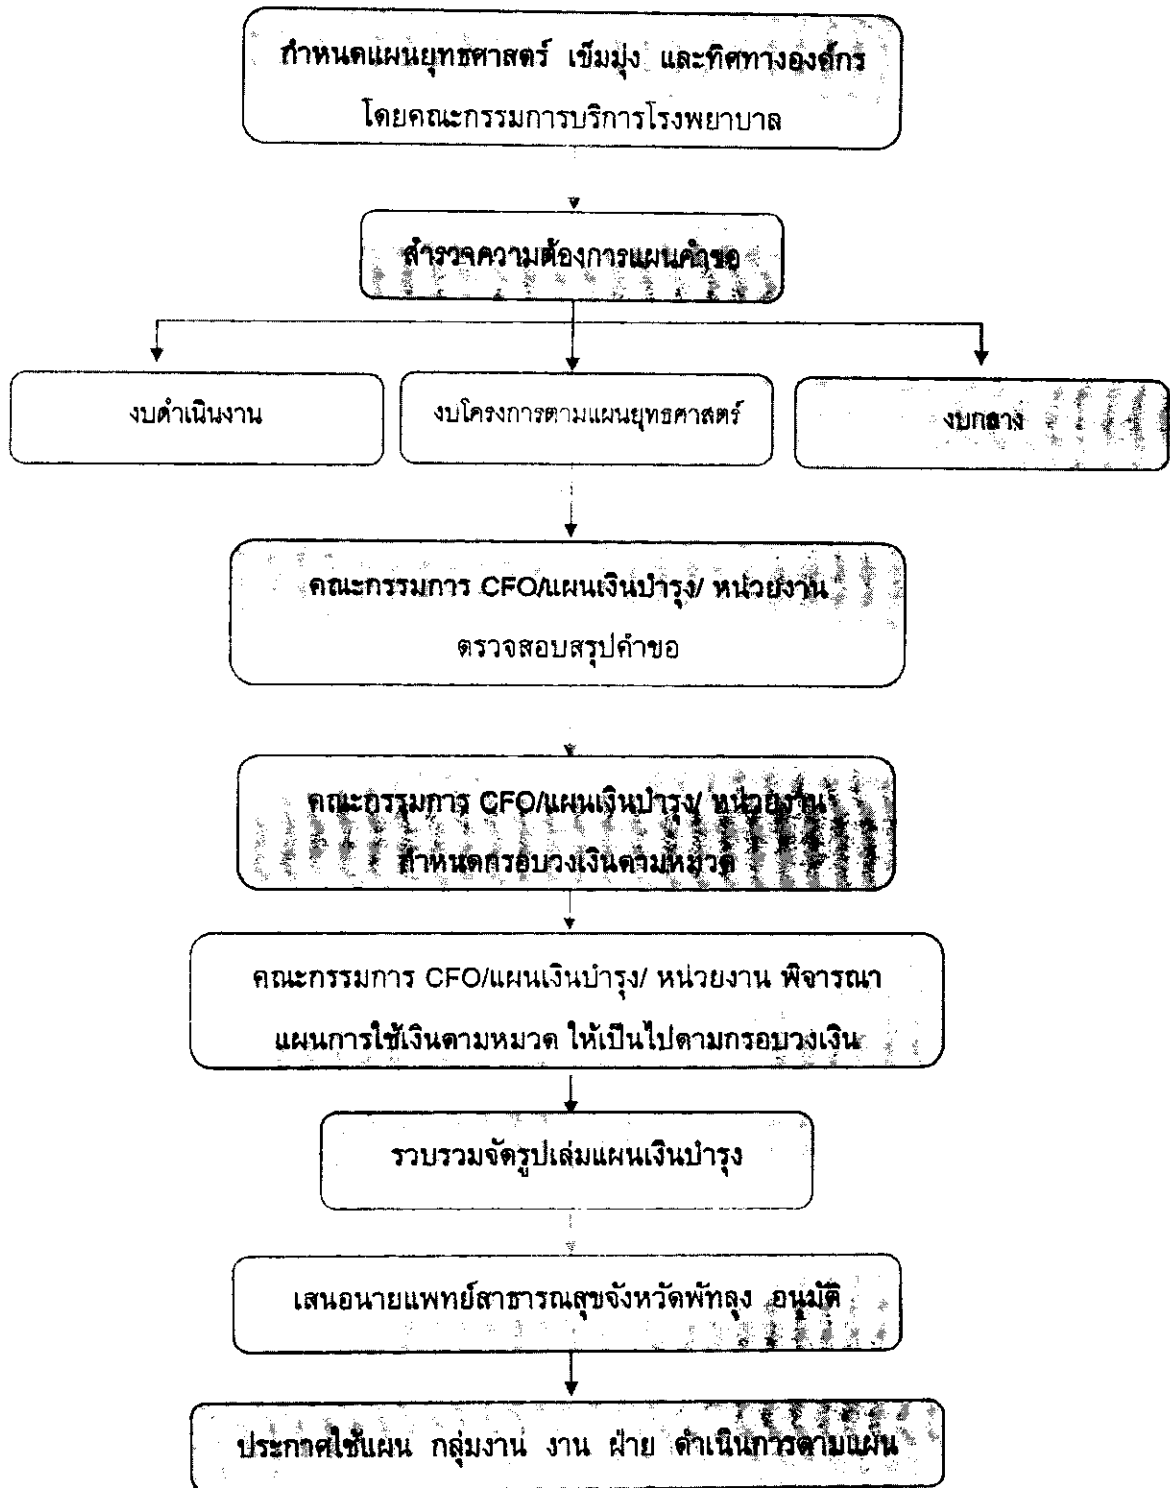 กำหนดแผนยุทธศาสตร์ เข็มมุ่ง และทิศทางองค์กร
โดยคณะกรรมการบริการโรงพยาบาล
สำรวจความต้องการแผนคำขอ
งบดำเนินงาน
งบโครงการตามแผนยุทธศาสตร์
งบกลาง
คณะกรรมการ CFO/แผนเงินบำรุง/ หน่วยงาน
ตรวจสอบสรุปคำขอ
คณะกรรมการ CFO/แผนเงินบำรุง/ หน่วยงาน
กำหนดกรอบวงเงินตามหมวด
คณะกรรมการ CFO/แผนเงินบำรุง/ หน่วยงาน พิจารณา
แผนการใช้เงินตามหมวด ให้เป็นไปตามกรอบวงเงิน
รวบรวมจัดรูปเล่มแผนเงินบำรุง
เสนอนายแพทย์สาธารณสุขจังหวัดพัทลุง อนุมัติ
ประกาศใช้แผน กลุ่มงาน งาน ฝ่าย ดำเนินการตามแผน